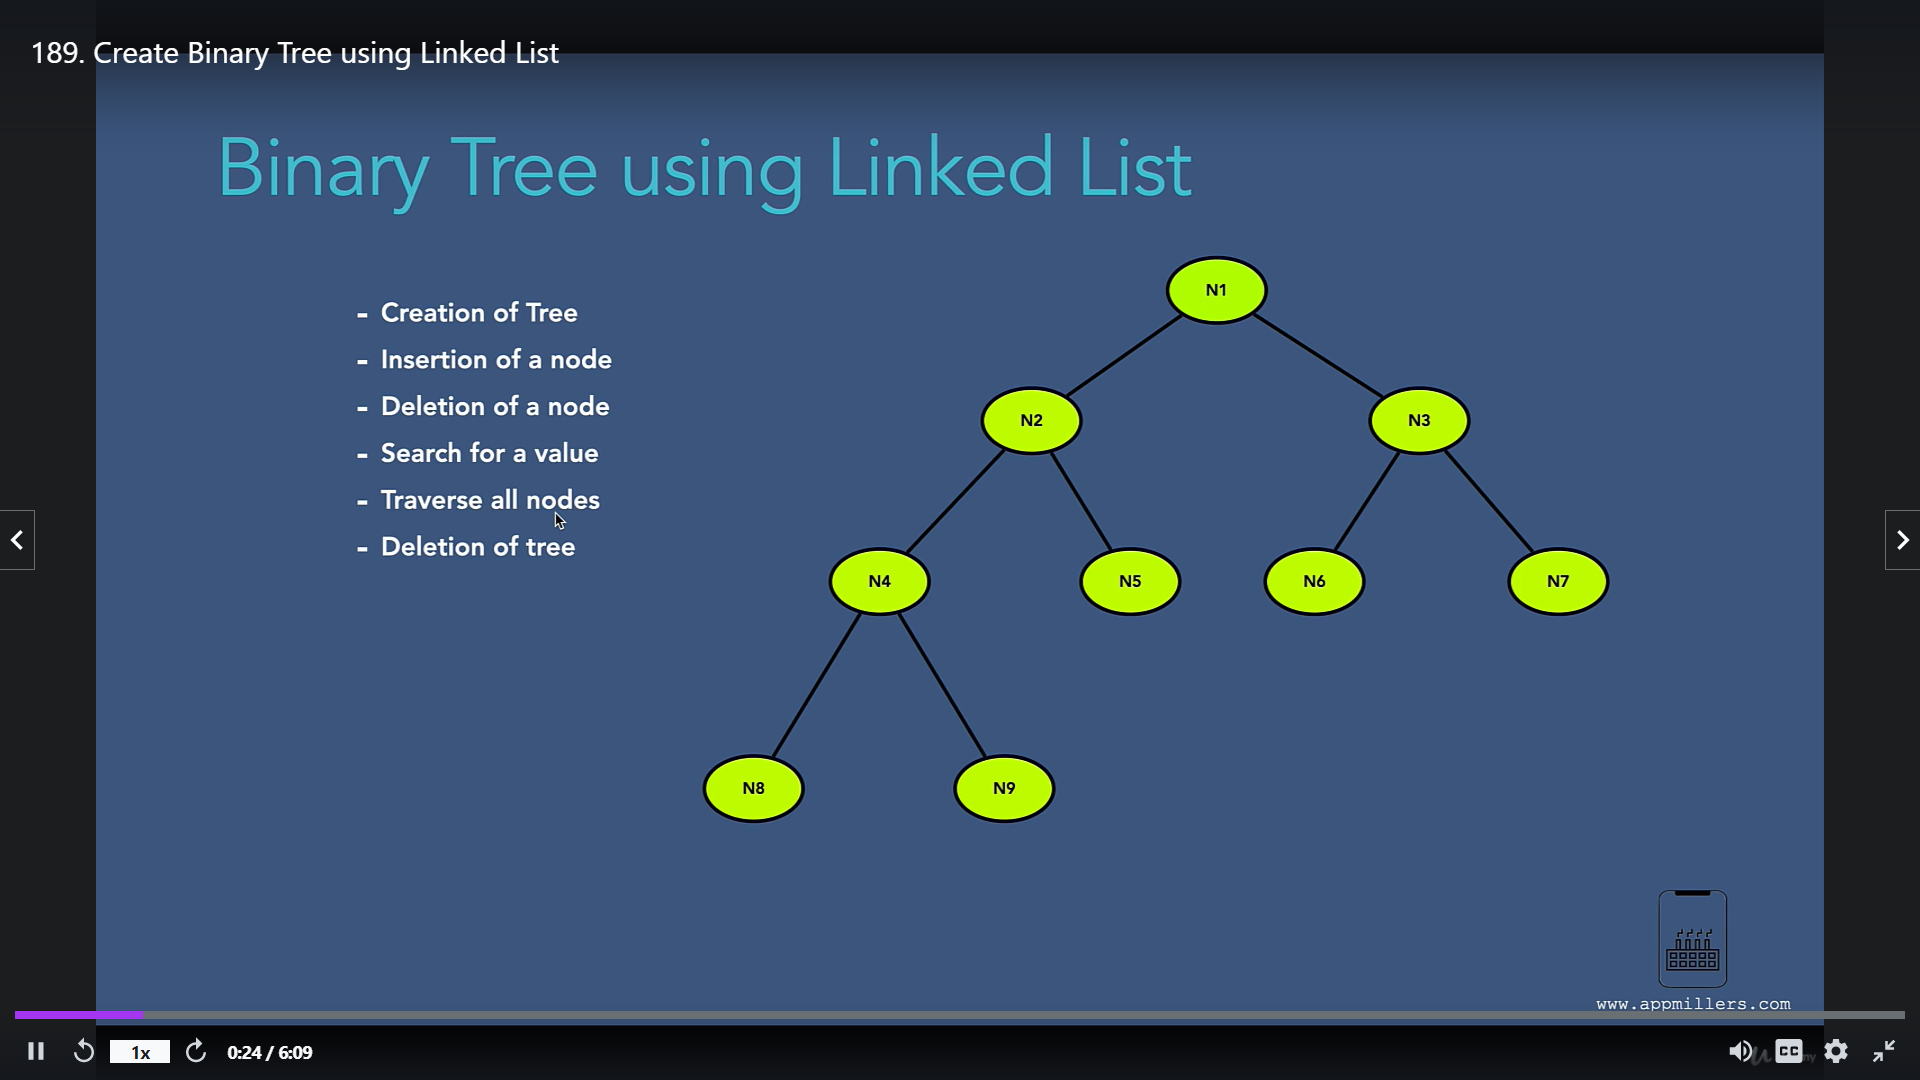 189. Create Binary Tree using Linked List
Binary Tree using Linked List
- Creation of Tree
- Insertion of a node
- Deletion of a node
- Search for a value
- Traverse all nodes
- Deletion of tree
N1
N2
N3
N4
N5
N6
N7
N8
N9
www.appmillers.com
1x
0:24 / 6:09
CC